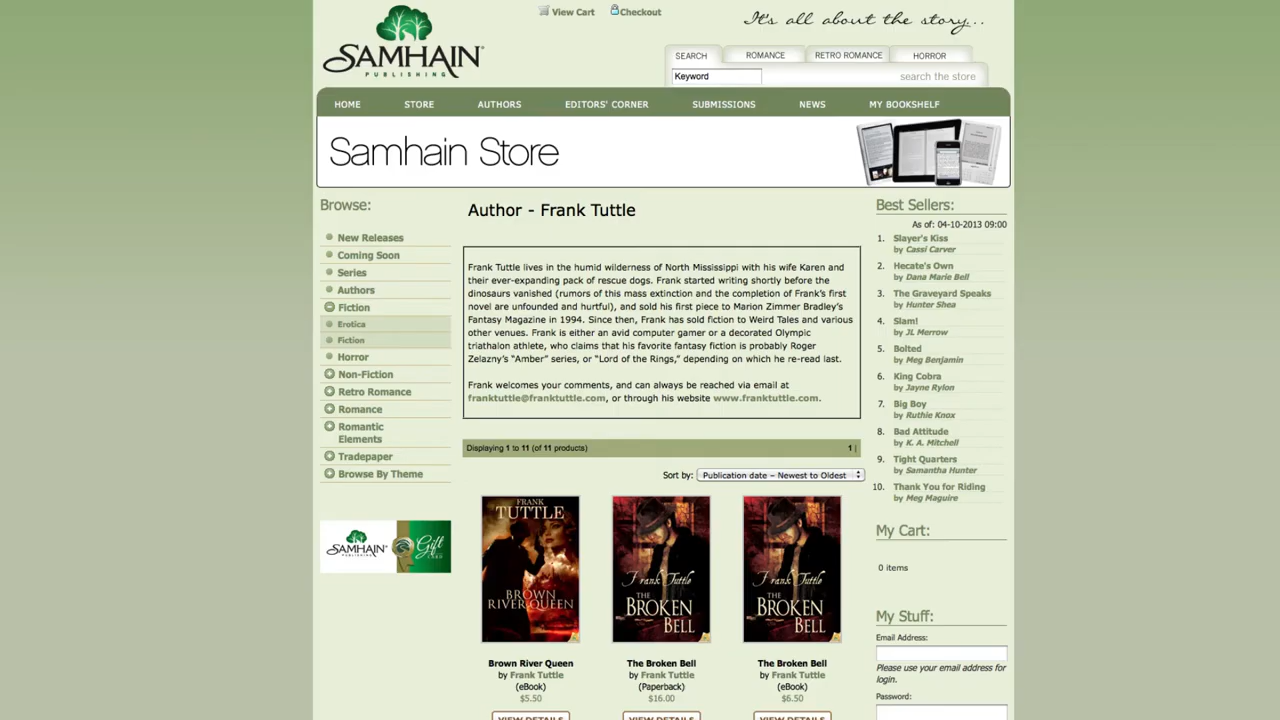 View Cart
Checkout
It's all about the story...
SAMHAIN
PUBLISHING
SEARCH
ROMANCE
RETRO ROMANCE
HORROR
Keyword
search the store
HOME
STORE
AUTHORS
EDITORS' CORNER
SUBMISSIONS
NEWS
MY BOOKSHELF
Samhain Store
Browse:
New Releases
Coming Soon
Series
Authors
Fiction
Erotica
Fiction
Horror
Non-Fiction
Retro Romance
Romance
Romantic
Elements
Tradepaper
Browse By Theme
SAMHAIN
PUBLISHING
Gift
Author - Frank Tuttle
Frank Tuttle lives in the humid wilderness of North Mississippi with his wife Karen and
their ever-expanding pack of rescue dogs. Frank started writing shortly before the
dinosaurs vanished (rumors of this mass extinction and the completion of Frank's first
novel are unfounded and hurtful), and sold his first piece to Marion Zimmer Bradley's
Fantasy Magazine in 1994. Since then, Frank has sold fiction to Weird Tales and various
other venues. Frank is either an avid computer gamer or a decorated Olympic
triathalon athlete, who claims that his favorite fantasy fiction is probably Roger
Zelazny's "Amber" series, or "Lord of the Rings," depending on which he re-read last.
Frank welcomes your comments, and can always be reached via email at
franktuttle@franktuttle.com, or through his website www.franktuttle.com.
Displaying 1 to 11 (of 11 products)
1 |
Sort by:
Publication date – Newest to Oldest
FRANK
TUTTLE
BROWN
RIVER QUEEN
Frank Tuttle
THE
BROKEN
BELL
Frank Tuttle
THE
BROKEN
BELL
Brown River Queen
by Frank Tuttle
(eBook)
$5.50
VIEW DETAILS
The Broken Bell
by Frank Tuttle
(Paperback)
$16.00
VIEW DETAILS
The Broken Bell
by Frank Tuttle
(eBook)
$6.50
VIEW DETAILS
Best Sellers:
As of: 04-10-2013 09:00
1. Slayer's Kiss
by Cassi Carver
2. Hecate's Own
by Dana Marie Bell
3. The Graveyard Speaks
by Hunter Shea
4. Slam!
by JL Merrow
5. Bolted
by Meg Benjamin
6. King Cobra
by Jayne Rylon
7. Big Boy
by Ruthie Knox
8. Bad Attitude
by K. A. Mitchell
9. Tight Quarters
by Samantha Hunter
10. Thank You for Riding
by Meg Maguire
My Cart:
0 items
My Stuff:
Email Address:
Please use your email address for
login.
Password: